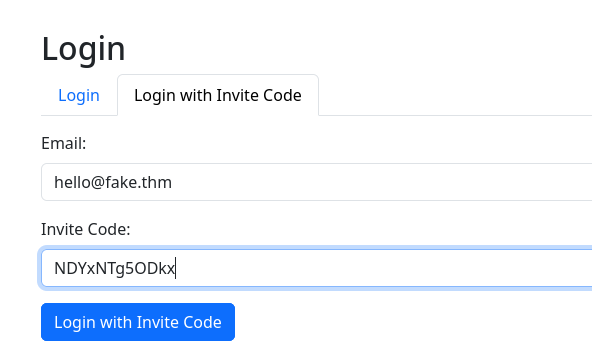 Login
Login Login with Invite Code
Email:
hello@fake.thm
Invite Code:
NDYxNTg5ODkx
Login with Invite Code